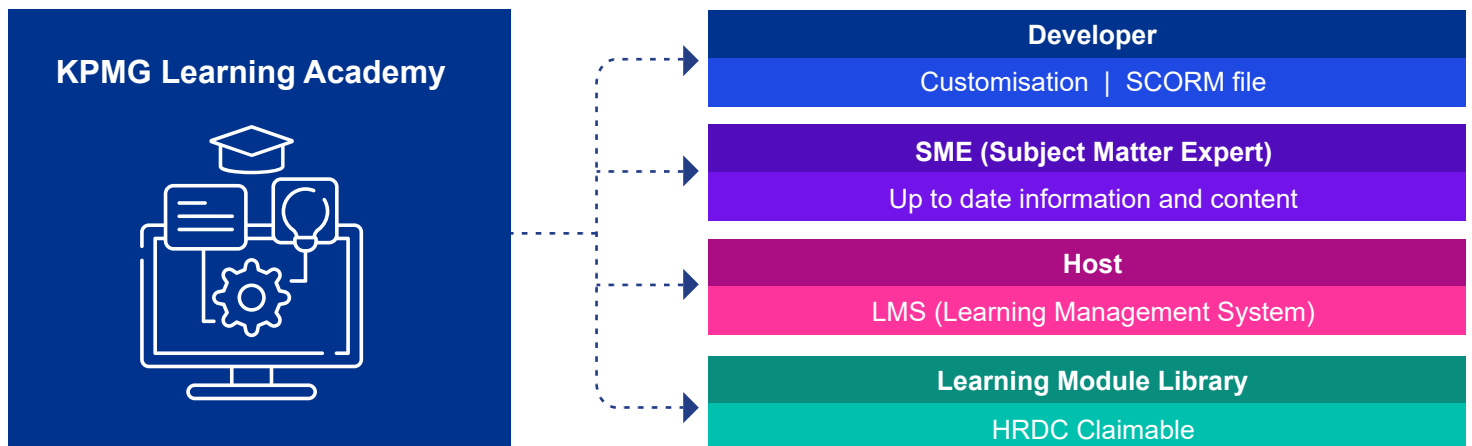 KPMG Learning Academy
Developer
Customisation | SCORM file
SME (Subject Matter Expert)
Up to date information and content
Host
LMS (Learning Management System)
Learning Module Library
HRDC Claimable